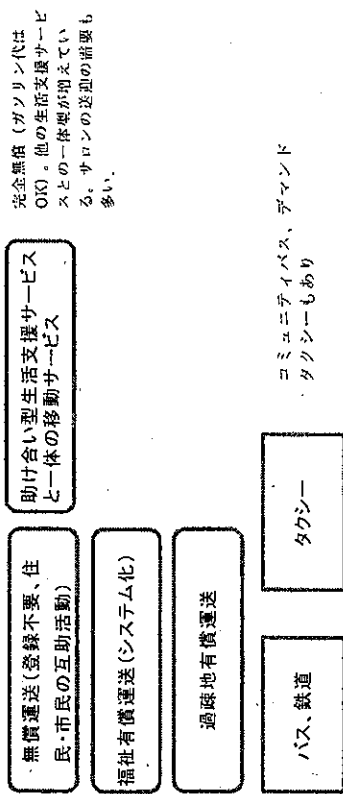 無償運送(登録不要、住
民・市民の互助活動)
助け合い型生活支援サービス
と一体の移動サービス
完全無償(ガソリン代は
OK)。他の生活支援サービ
スとの一体型が増えてい
る。サロンの送迎の需要も
多い、
福祉有償運送(システム化)
過疎地有償運送
バス、鉄道
タクシー
コミュニティバス、デマンド
タクシーもあり